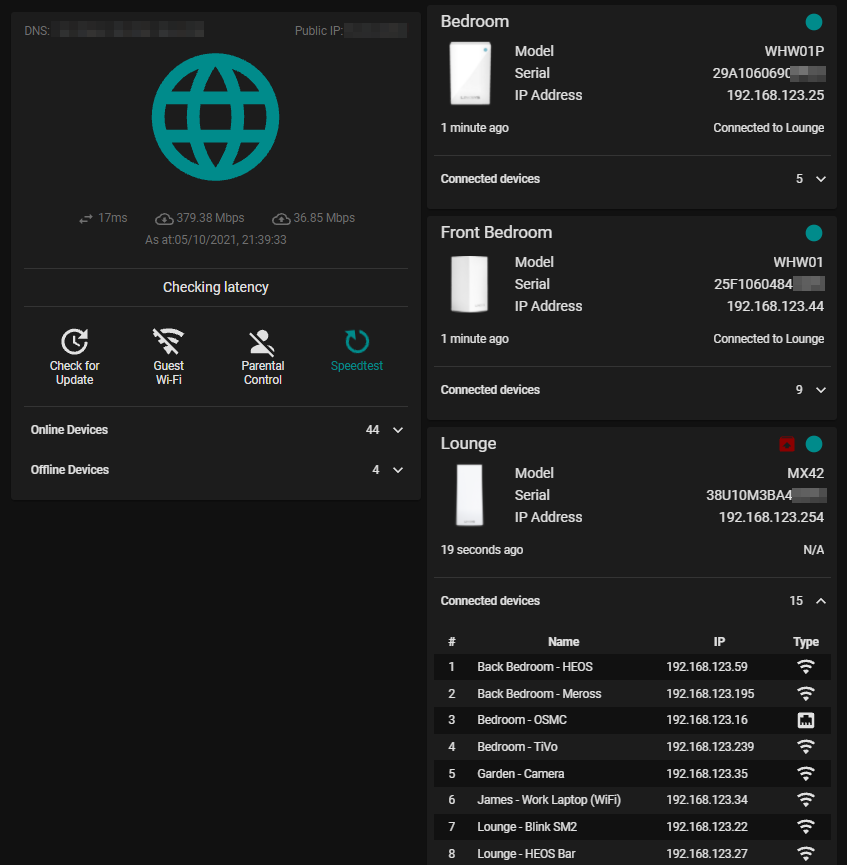 DNS:
Public IP:
17ms 379.38 Mbps 36.85 Mbps
As at:05/10/2021, 21:39:33
Checking latency
Check for
Update
Guest
Wi-Fi
Parental
Control
Speedtest
Online Devices 44
Offline Devices 4
Bedroom
Model WHW01P
Serial 29A1060690
IP Address 192.168.123.25
1 minute ago Connected to Lounge
Connected devices 5
Front Bedroom
Model WHW01
Serial 25F1060484
IP Address 192.168.123.44
1 minute ago Connected to Lounge
Connected devices 9
Lounge
Model MX42
Serial 38U10M3BA4
IP Address 192.168.123.254
19 seconds ago N/A
Connected devices 15
# Name IP Type
1 Back Bedroom - HEOS 192.168.123.59
2 Back Bedroom - Meross 192.168.123.195
3 Bedroom - OSMC 192.168.123.16
4 Bedroom - TiVo 192.168.123.239
5 Garden - Camera 192.168.123.35
6 James - Work Laptop (WiFi) 192.168.123.34
7 Lounge - Blink SM2 192.168.123.22
8 Lounge - HEOS Bar 192.168.123.27